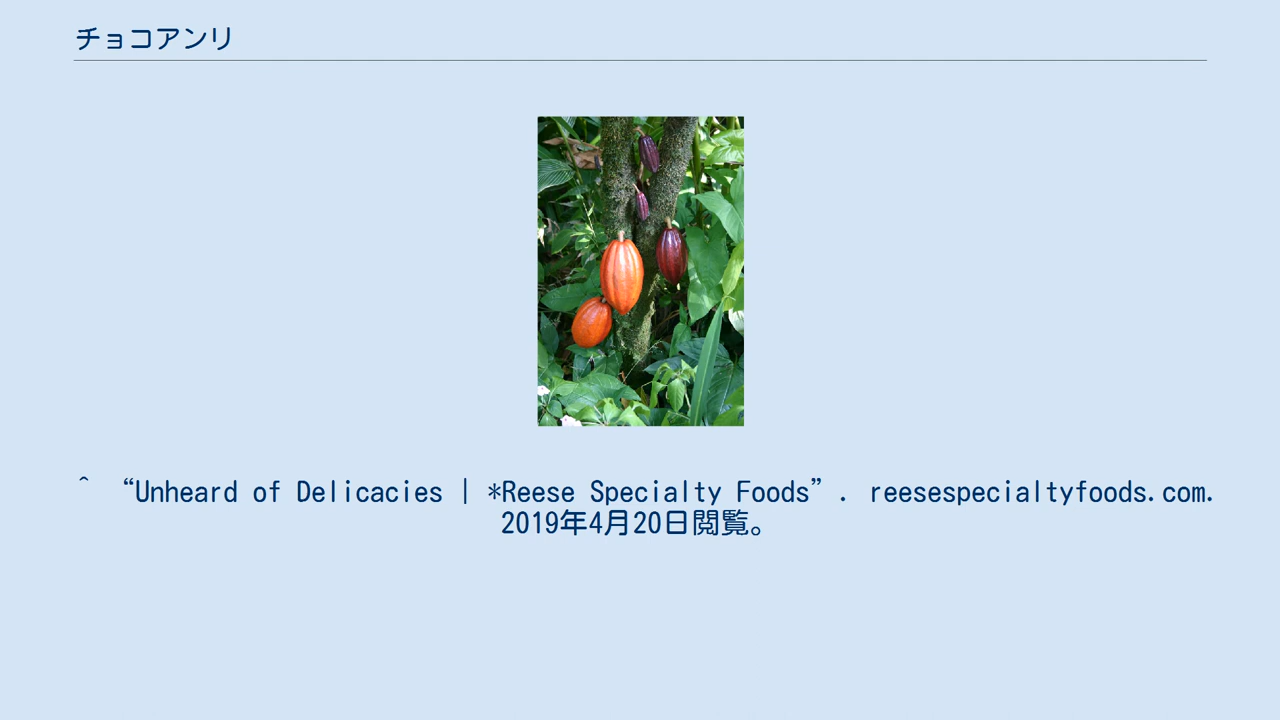 チョコアンリ
^ “Unheard of Delicacies | *Reese Specialty Foods”. reesespecialtyfoods.com.
2019年4月20日閲覧。